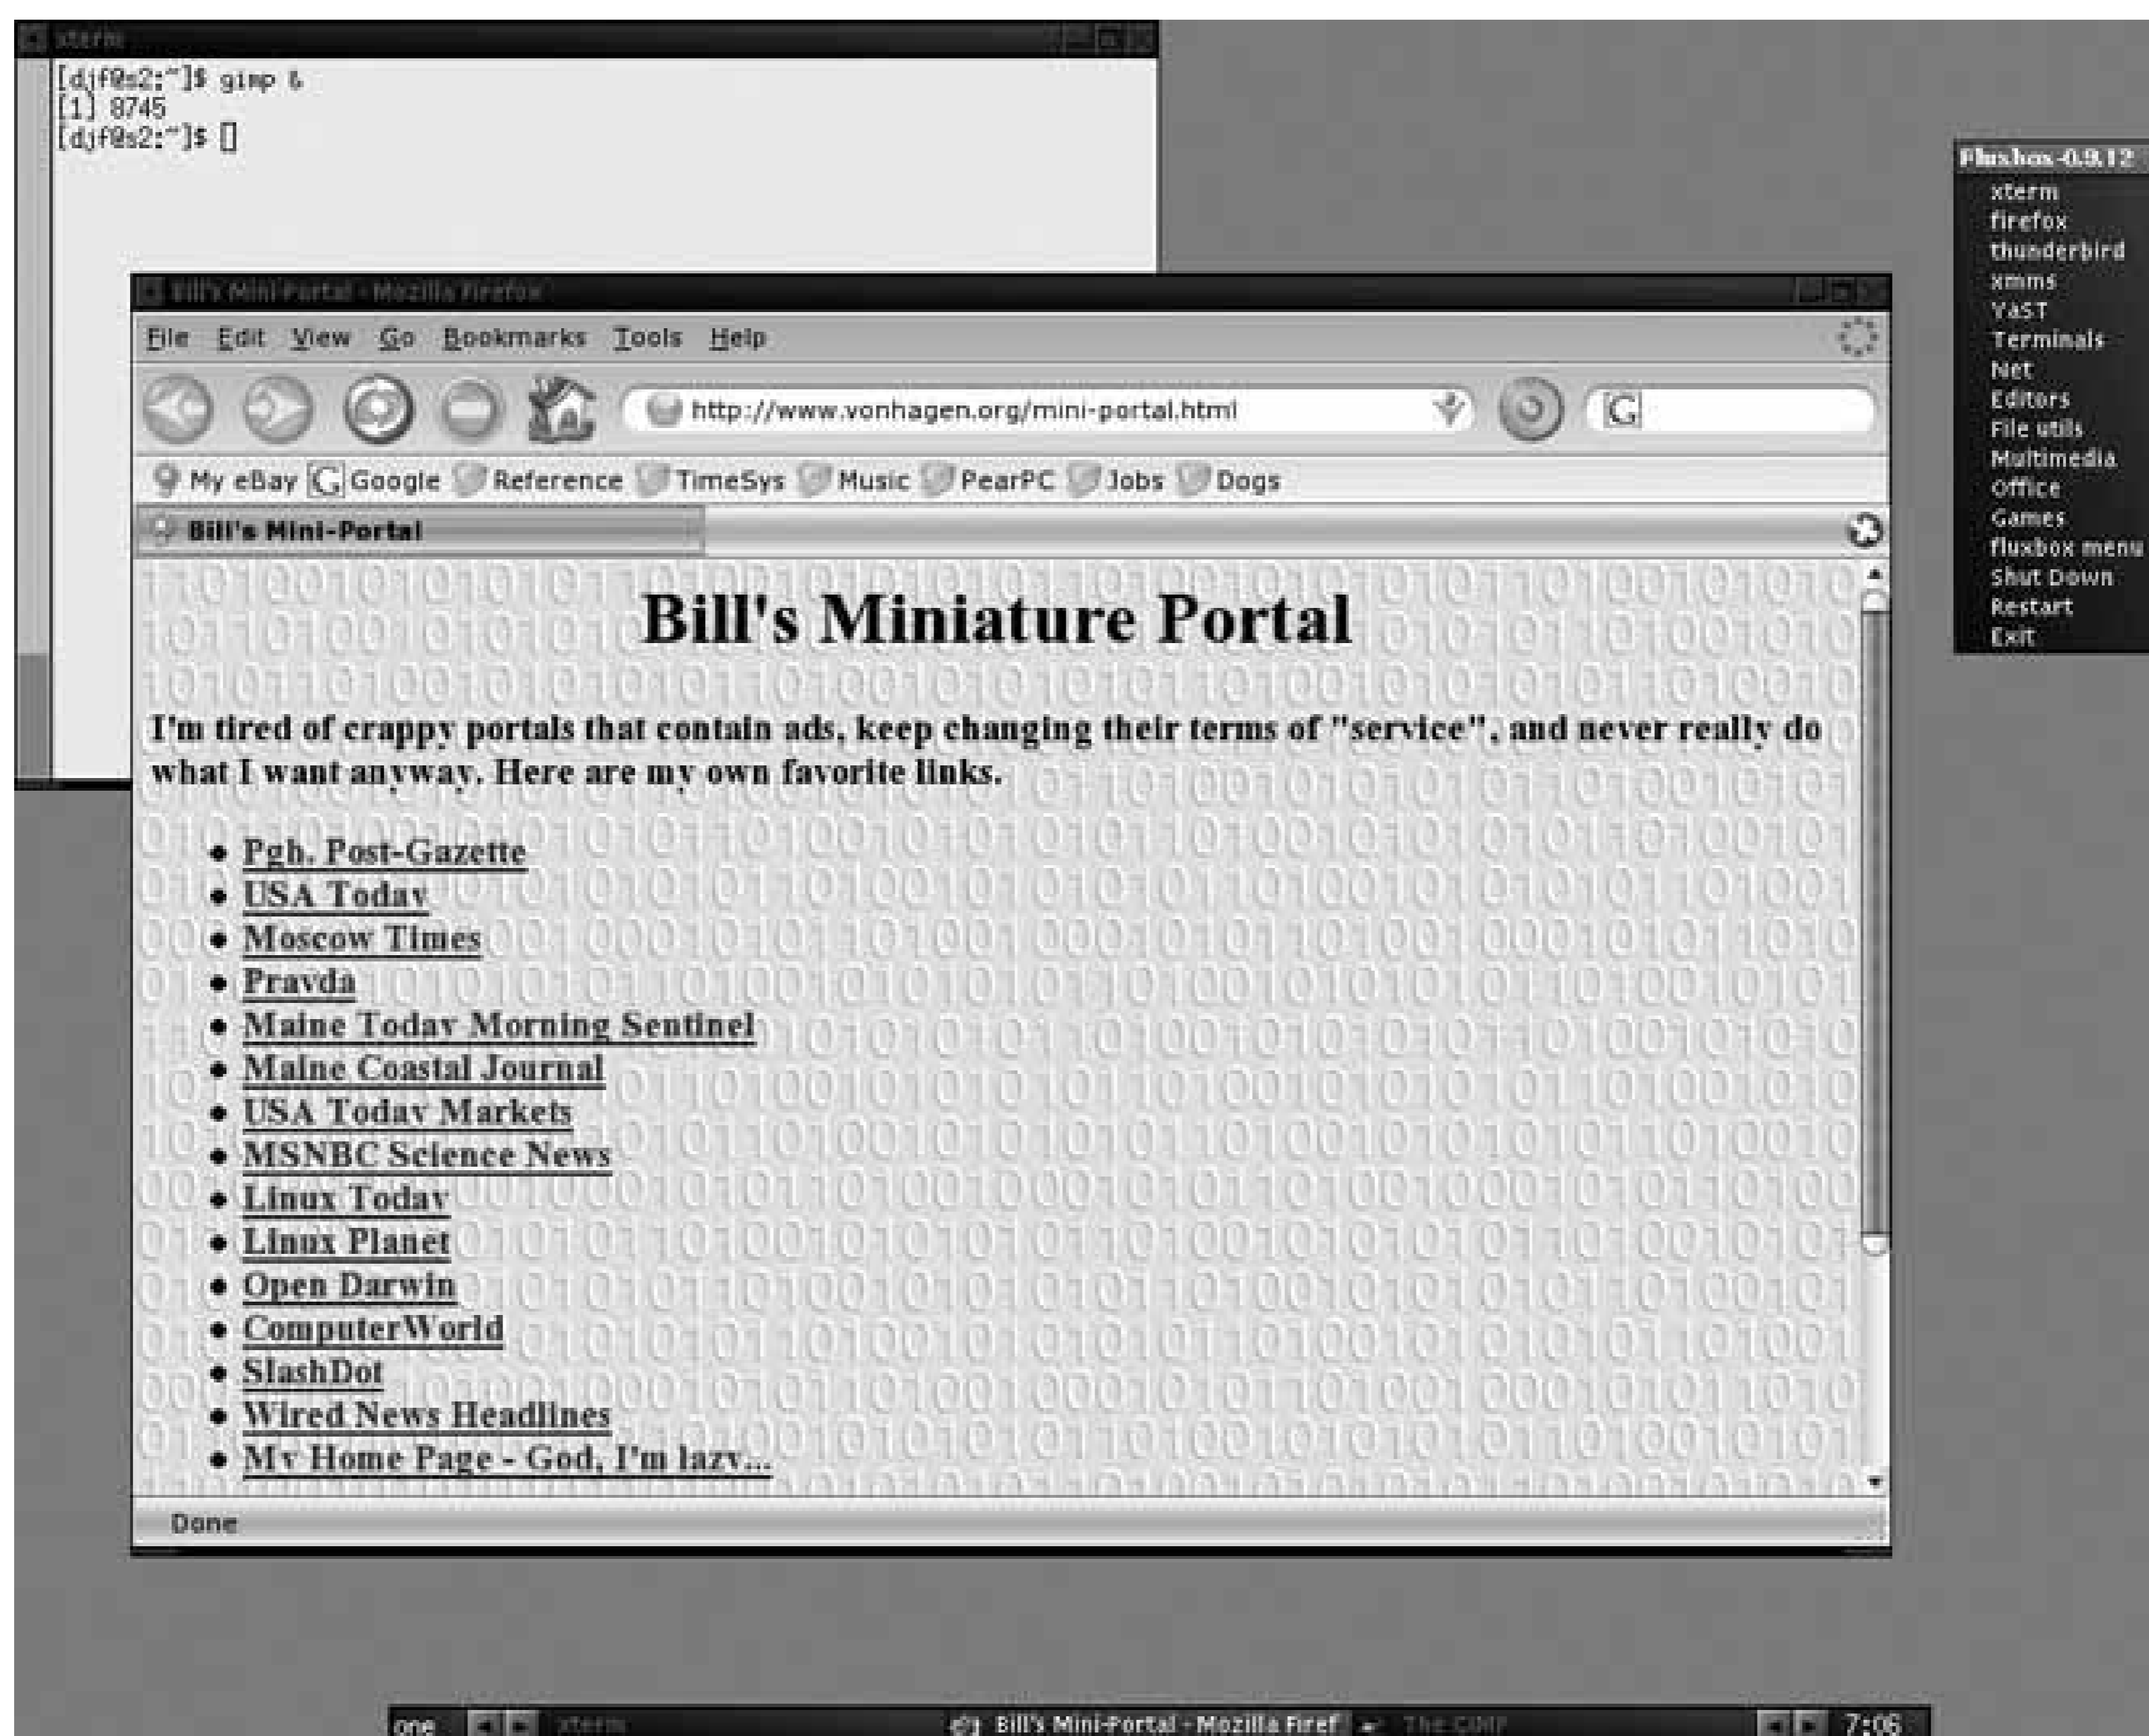 xterm
[djf@s2:~]$ gimp &
[1] 8745
[djf@s2:~]$
Fluxbox-0.9.12
xterm
firefox
thunderbird
xmms
YaST
Terminals
Net
Editors
File utils
Multimedia
Office
Games
fluxbox menu
Shut Down
Restart
Exit
Bill's Mini-Portal - Mozilla Firefox
File Edit View Go Bookmarks Tools Help
http://www.vonhagen.org/mini-portal.html G
My eBay G Google Reference TimeSys Music PearPC Jobs Dogs
Bill's Mini-Portal
Bill's Miniature Portal
I'm tired of crappy portals that contain ads, keep changing their terms of "service", and never really do
what I want anyway. Here are my own favorite links.
• Pgh. Post-Gazette
• USA Today
• Moscow Times
• Pravda
• Maine Today Morning Sentinel
• Maine Coastal Journal
• USA Today Markets
• MSNBC Science News
• Linux Today
• Linux Planet
• Open Darwin
• ComputerWorld
• SlashDot
• Wired News Headlines
• My Home Page - God, I'm lazy...
Done
one xterm Bill's Mini-Portal - Mozilla Firef The GIMP 7:06